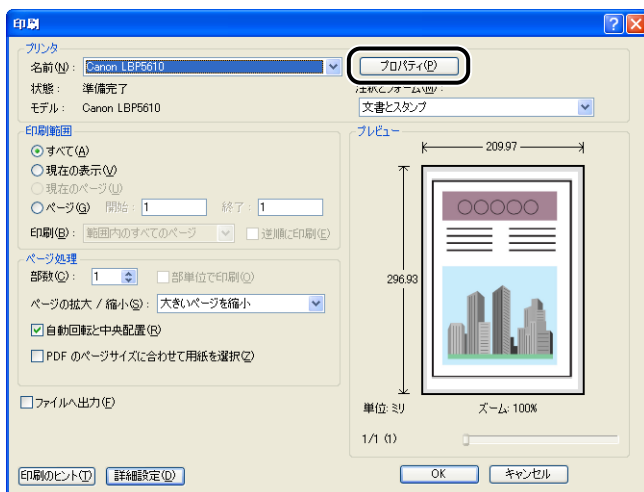 印刷
プリンタ
名前(N): Canon LBP5610 プロパティ(P)
状態: 準備完了 注釈とフォーム(M):
モデル: Canon LBP5610 文書とスタンプ
印刷範囲 プレビュー
すべて(A) 209.97
現在の表示(V)
現在のページ(U)
ページ(G) 開始: 1 終了: 1
印刷(B): 範囲内のすべてのページ 逆順に印刷(E)
ページ処理
部数(C): 1 部単位で印刷(O)
296.93
ページの拡大 / 縮小(S): 大きいページを縮小
自動回転と中央配置(R)
PDF のページサイズに合わせて用紙を選択(Z)
ファイルへ出力(F) 単位: ミリ ズーム: 100%
1/1 (1)
印刷のヒント(T) 詳細設定(D) OK キャンセル